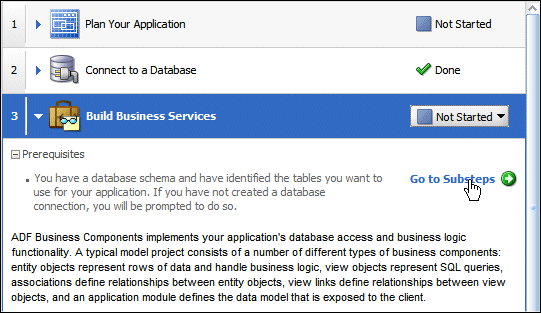 1 Plan Your Application Not Started
2 Connect to a Database Done
3 Build Business Services Not Started
Prerequisites
You have a database schema and have identified the tables you want to Go to Substeps
use for your application. If you have not created a database
connection, you will be prompted to do so.
ADF Business Components implements your application's database access and business logic
functionality. A typical model project consists of a number of different types of business components:
entity objects represent rows of data and handle business logic, view objects represent SQL queries,
associations define relationships between entity objects, view links define relationships between view
objects, and an application module defines the data model that is exposed to the client.